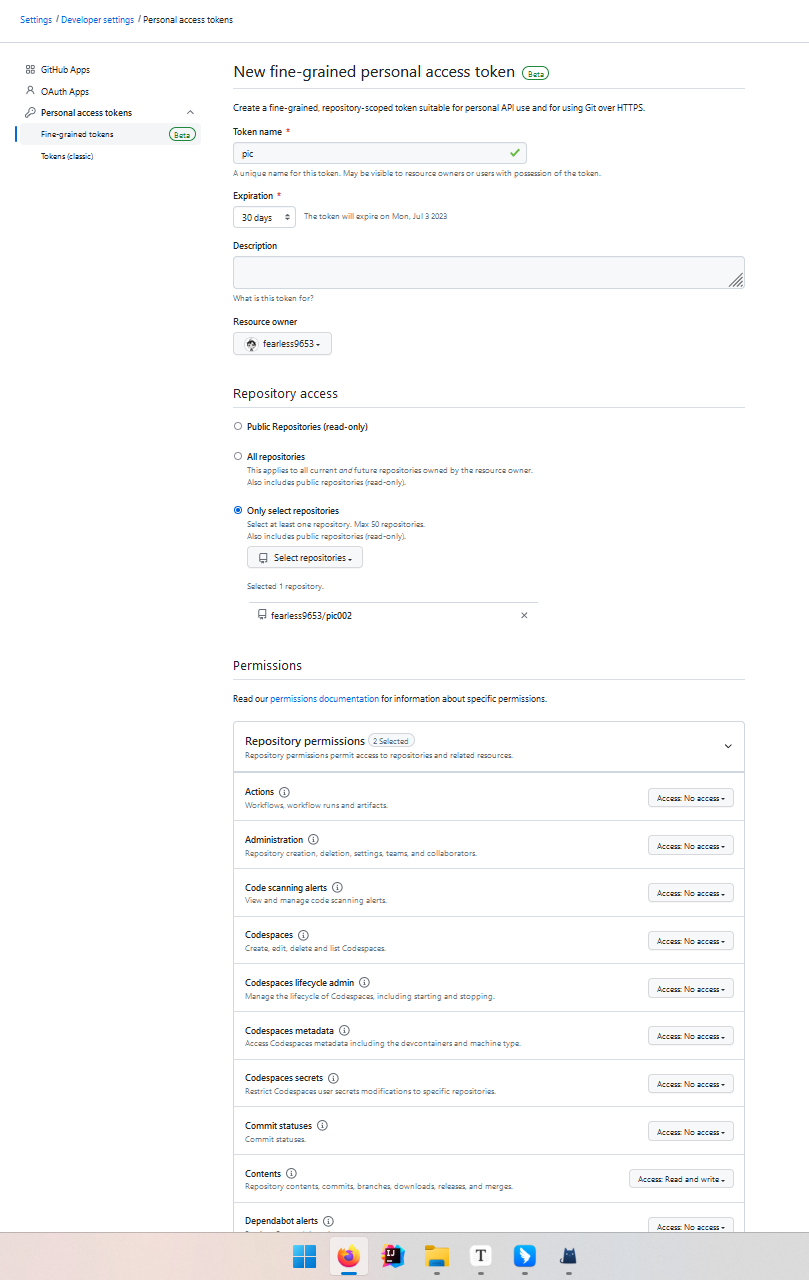 Settings / Developer settings / Personal access tokens
GitHub Apps
OAuth Apps
Personal access tokens
Fine-grained tokens Beta
Tokens (classic)
New fine-grained personal access token Beta
Create a fine-grained, repository-scoped token suitable for personal API use and for using Git over HTTPS.
Token name *
pic
A unique name for this token. May be visible to resource owners or users with possession of the token.
Expiration *
30 days The token will expire on Mon, Jul 3 2023
Description
What is this token for?
Resource owner
fearless9653
Repository access
Public Repositories (read-only)
All repositories
This applies to all current and future repositories owned by the resource owner.
Also includes public repositories (read-only).
Only select repositories
Select at least one repository. Max 50 repositories.
Also includes public repositories (read-only).
Select repositories
Selected 1 repository.
fearless9653/pic002
Permissions
Read our permissions documentation for information about specific permissions.
Repository permissions 2 Selected
Repository permissions permit access to repositories and related resources.
Actions
Access: No access
Workflows, workflow runs and artifacts.
Administration
Access: No access
Repository creation, deletion, settings, teams, and collaborators.
Code scanning alerts
Access: No access
View and manage code scanning alerts.
Codespaces
Access: No access
Create, edit, delete and list Codespaces.
Codespaces lifecycle admin
Access: No access
Manage the lifecycle of Codespaces, including starting and stopping.
Codespaces metadata
Access: No access
Access Codespaces metadata including the devcontainers and machine type.
Codespaces secrets
Access: No access
Restrict Codespaces user secrets modifications to specific repositories.
Commit statuses
Access: No access
Commit statuses.
Contents
Access: Read and write
Repository contents, commits, branches, downloads, releases, and merges.
Dependabot alerts
Access: No access
IJ
T